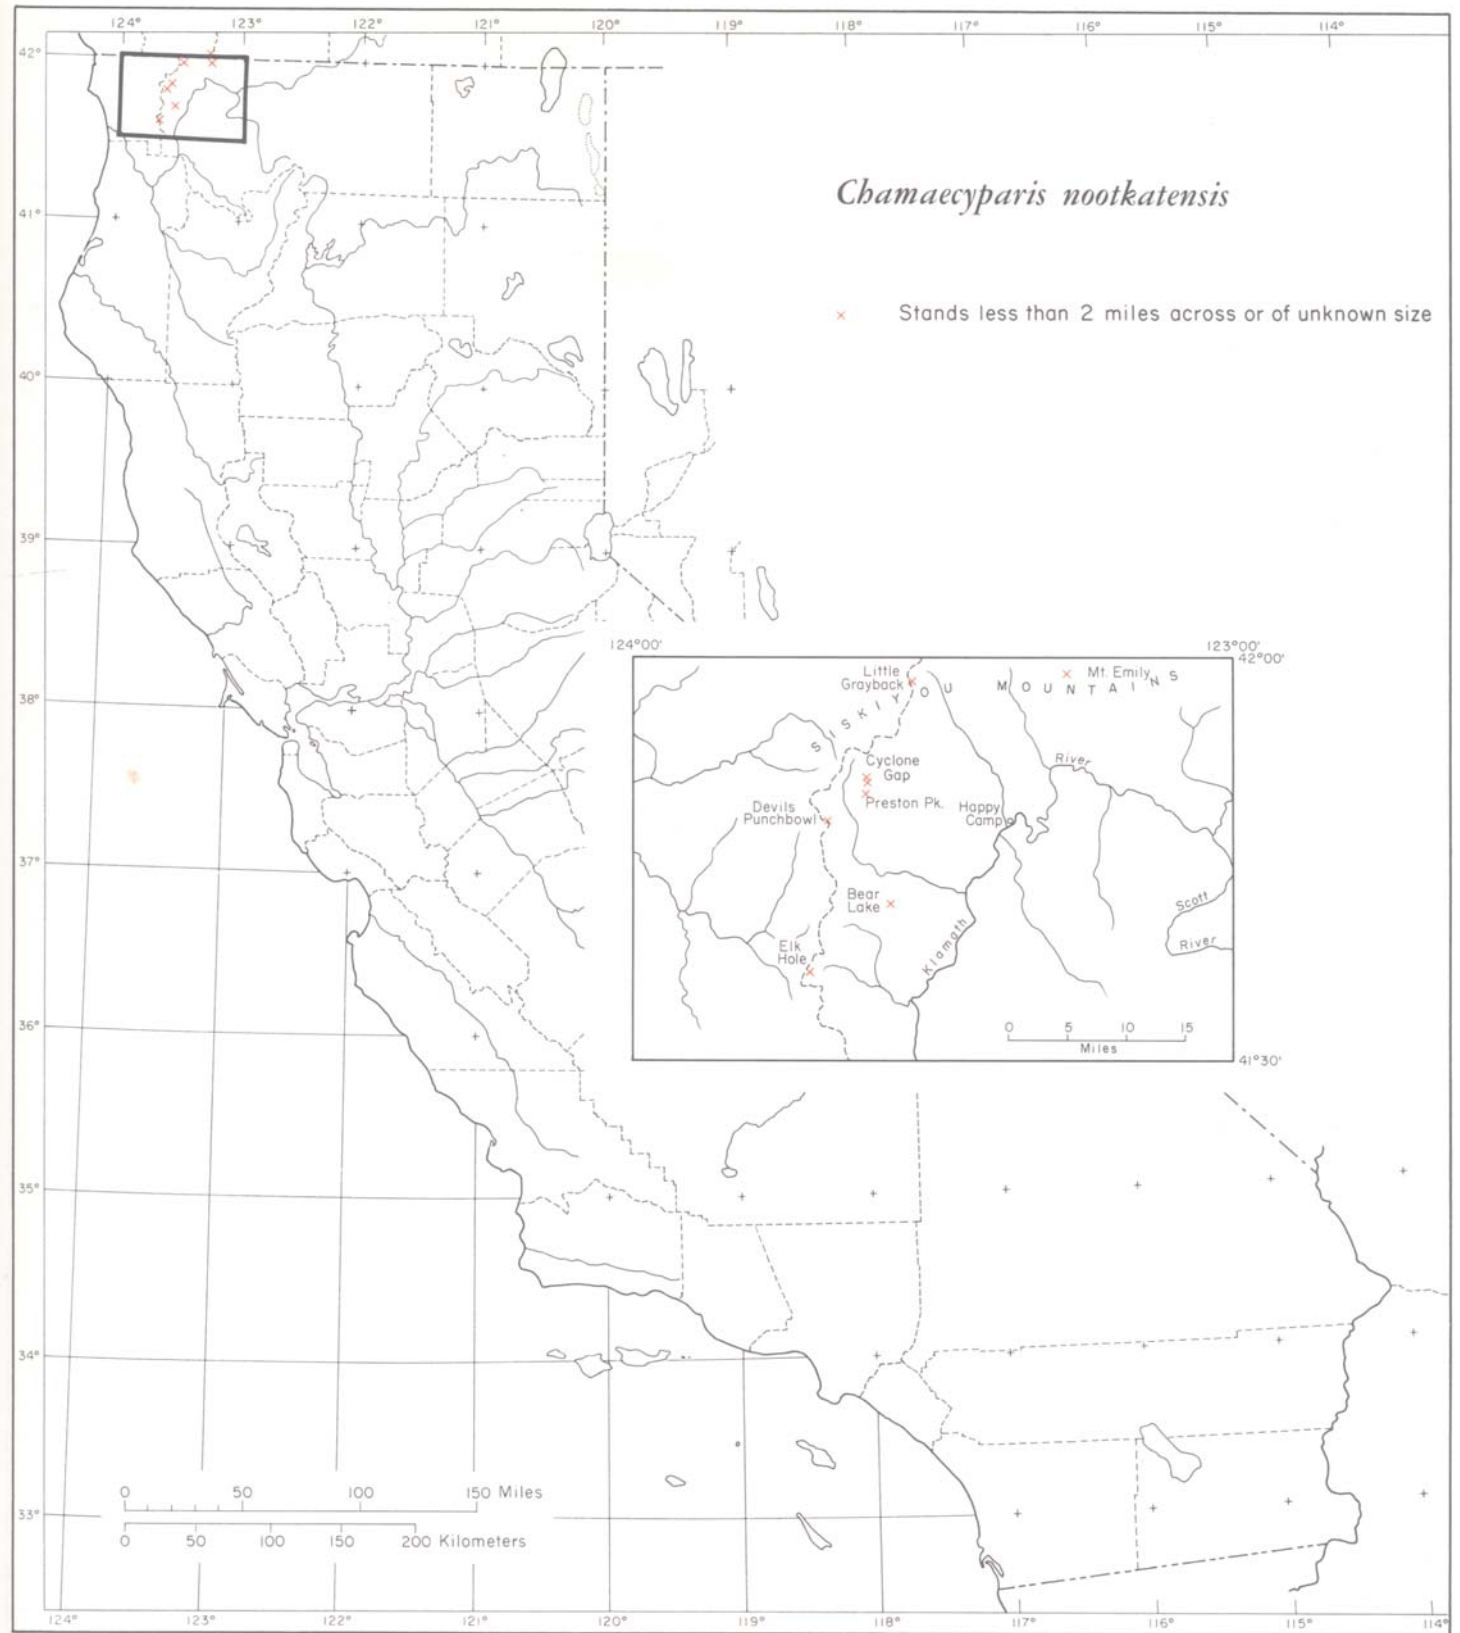 124° 123° 122° 121° 120° 119° 118° 117° 116° 115° 114°
42°
41°
Chamaecyparis nootkatensis
× Stands less than 2 miles across or of unknown size
40°
39°
38°
37°
36°
35°
34°
33°
124°00' 123°00'
42°00'
Little
Grayback
Mt. Emily
SISKIYOU MOUNTAINS
Cyclone
Gap
River
Preston Pk.
Devils
Punchbowl
Happy
Camp
Bear
Lake
Scott
River
Elk
Hole
Klamath
0 5 10 15
Miles
41°30'
0 50 100 150 Miles
0 50 100 150 200 Kilometers
124° 123° 122° 121° 120° 119° 118° 117° 116° 115° 114°